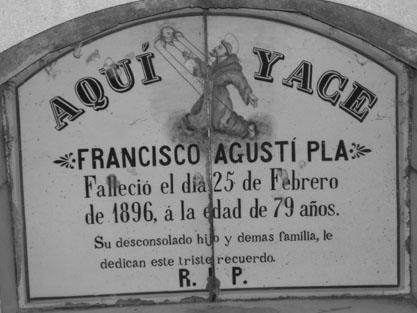 AQUÍ YACE
FRANCISCO AGUSTÍ PLA
Falleció el día 25 de Febrero
de 1896, á la edad de 79 años.
Su desconsolado hijo y demas familia, le
dedican este triste recuerdo.
R. I. P.